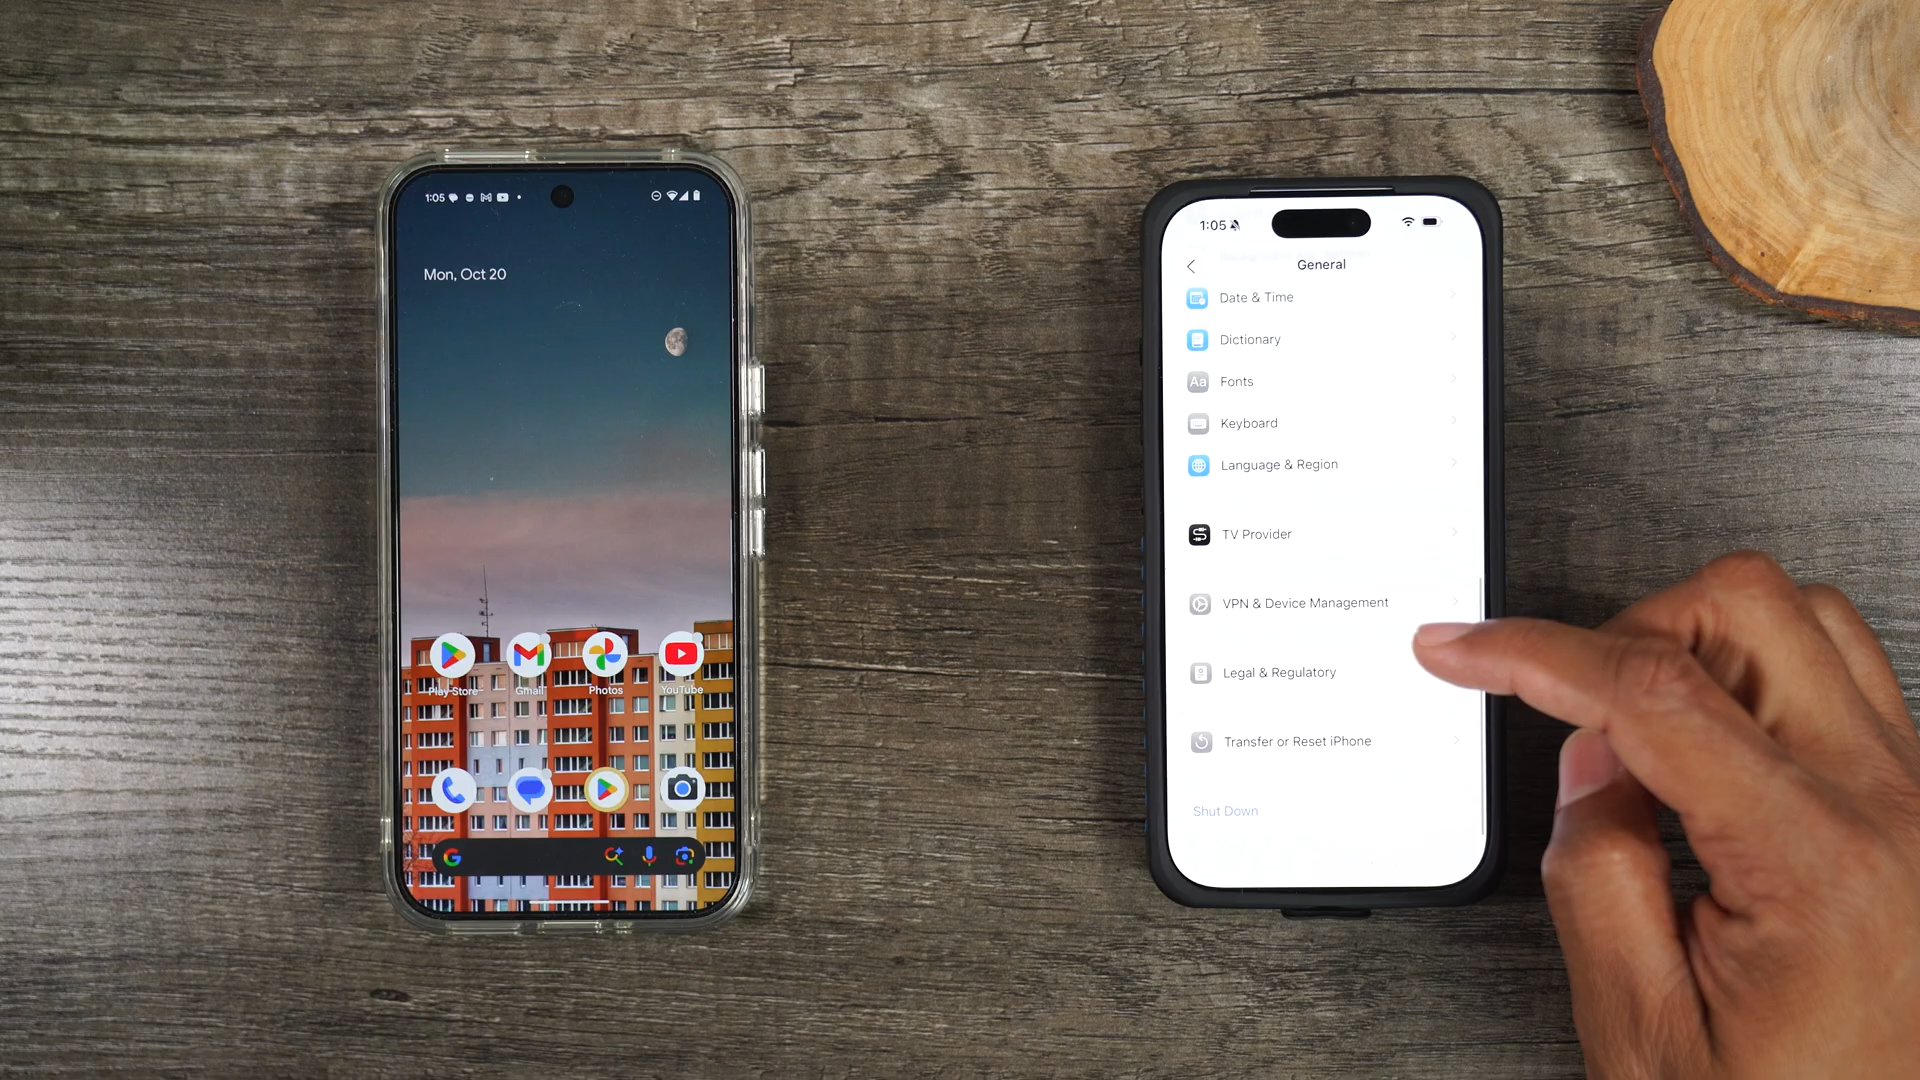 1:05
Mon, Oct 20
Play Store
Gmail
Photos
YouTube
1:05
General
Date & Time
Dictionary
Aa
Fonts
Keyboard
Language & Region
TV Provider
VPN & Device Management
Legal & Regulatory
Transfer or Reset iPhone
Shut Down